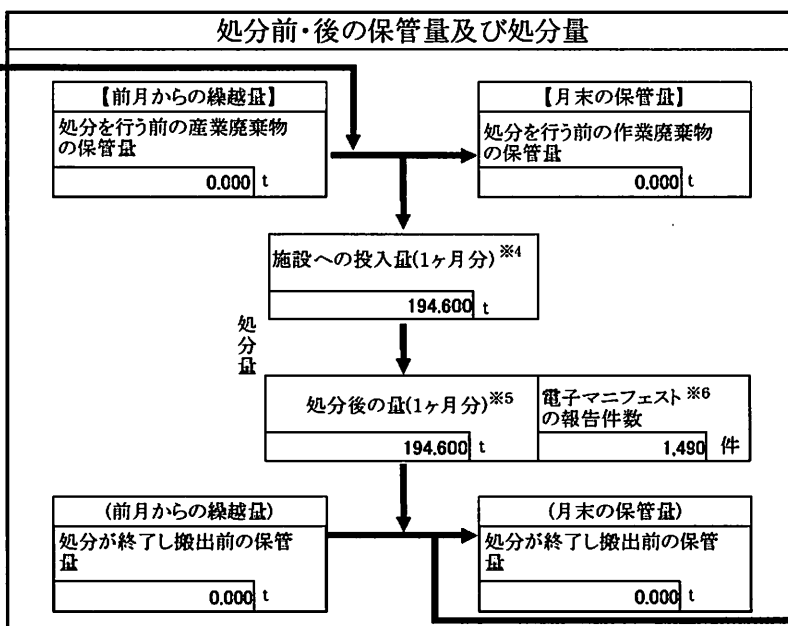 処分前・後の保管量及び処分量
【前月からの繰越量】
処分を行う前の産業廃棄物
の保管量
0.000 t
【月末の保管量】
処分を行う前の作業廃棄物
の保管量
0.000 t
施設への投入量(1ヶ月分)※4
194.600 t
処分量
処分後の量(1ヶ月分)※5
194.600 t
電子マニフェスト※6
の報告件数
1,490 件
(前月からの繰越量)
処分が終了し搬出前の保管
量
0.000 t
(月末の保管量)
処分が終了し搬出前の保管
量
0.000 t